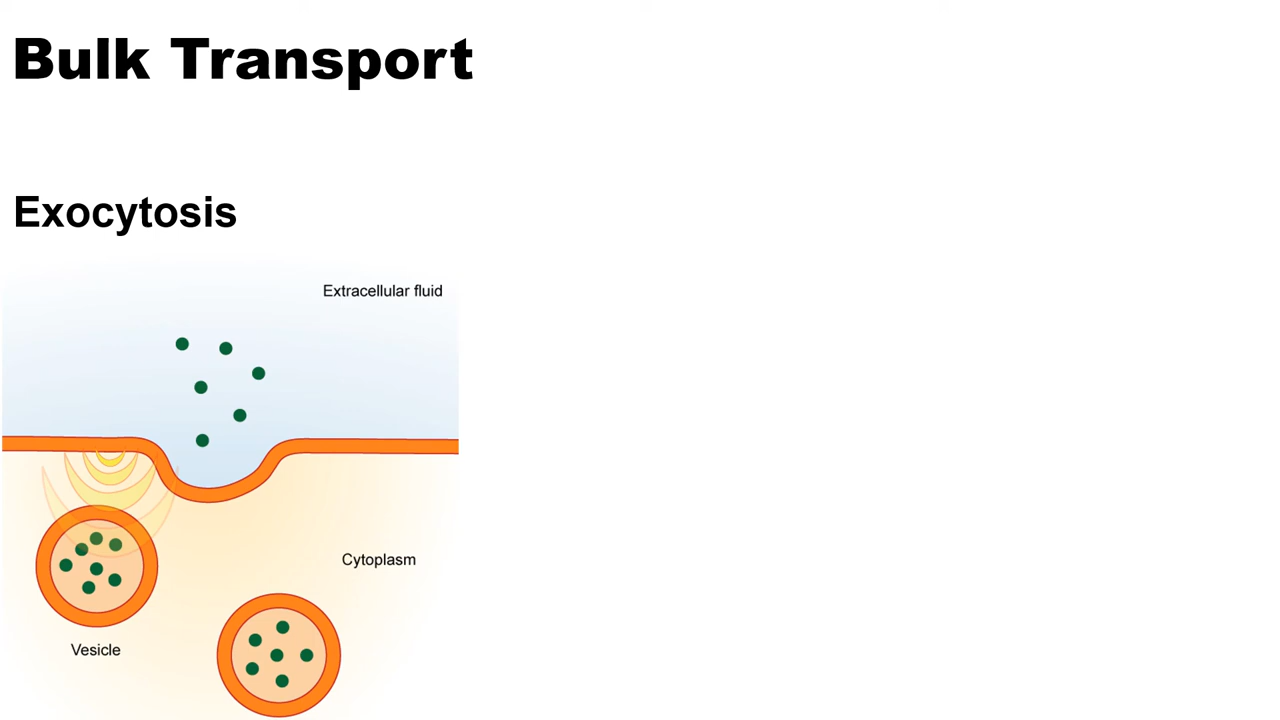 Bulk Transport
Exocytosis
Extracellular fluid
Cytoplasm
Vesicle